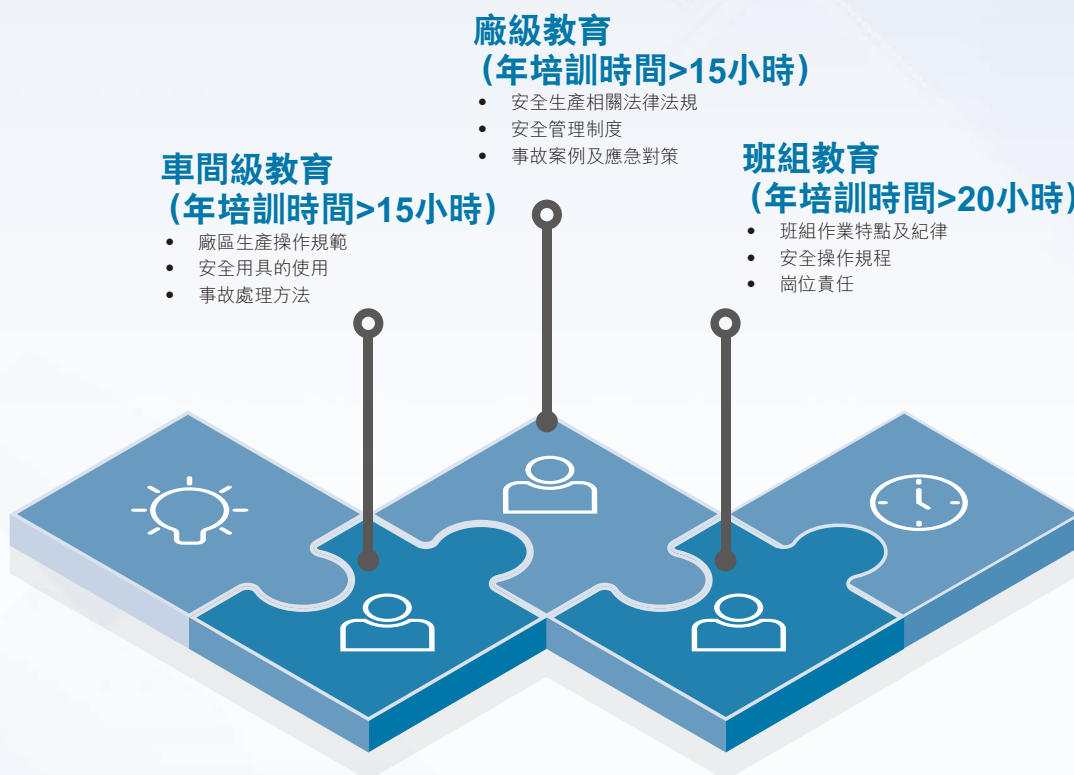 廠級教育
(年培訓時間>15小時)
• 安全生產相關法律法規
• 安全管理制度
• 事故案例及應急對策
車間級教育
(年培訓時間>15小時)
• 廠區生產操作規範
• 安全用具的使用
• 事故處理方法
班組教育
(年培訓時間>20小時)
• 班組作業特點及紀律
• 安全操作規程
• 崗位責任